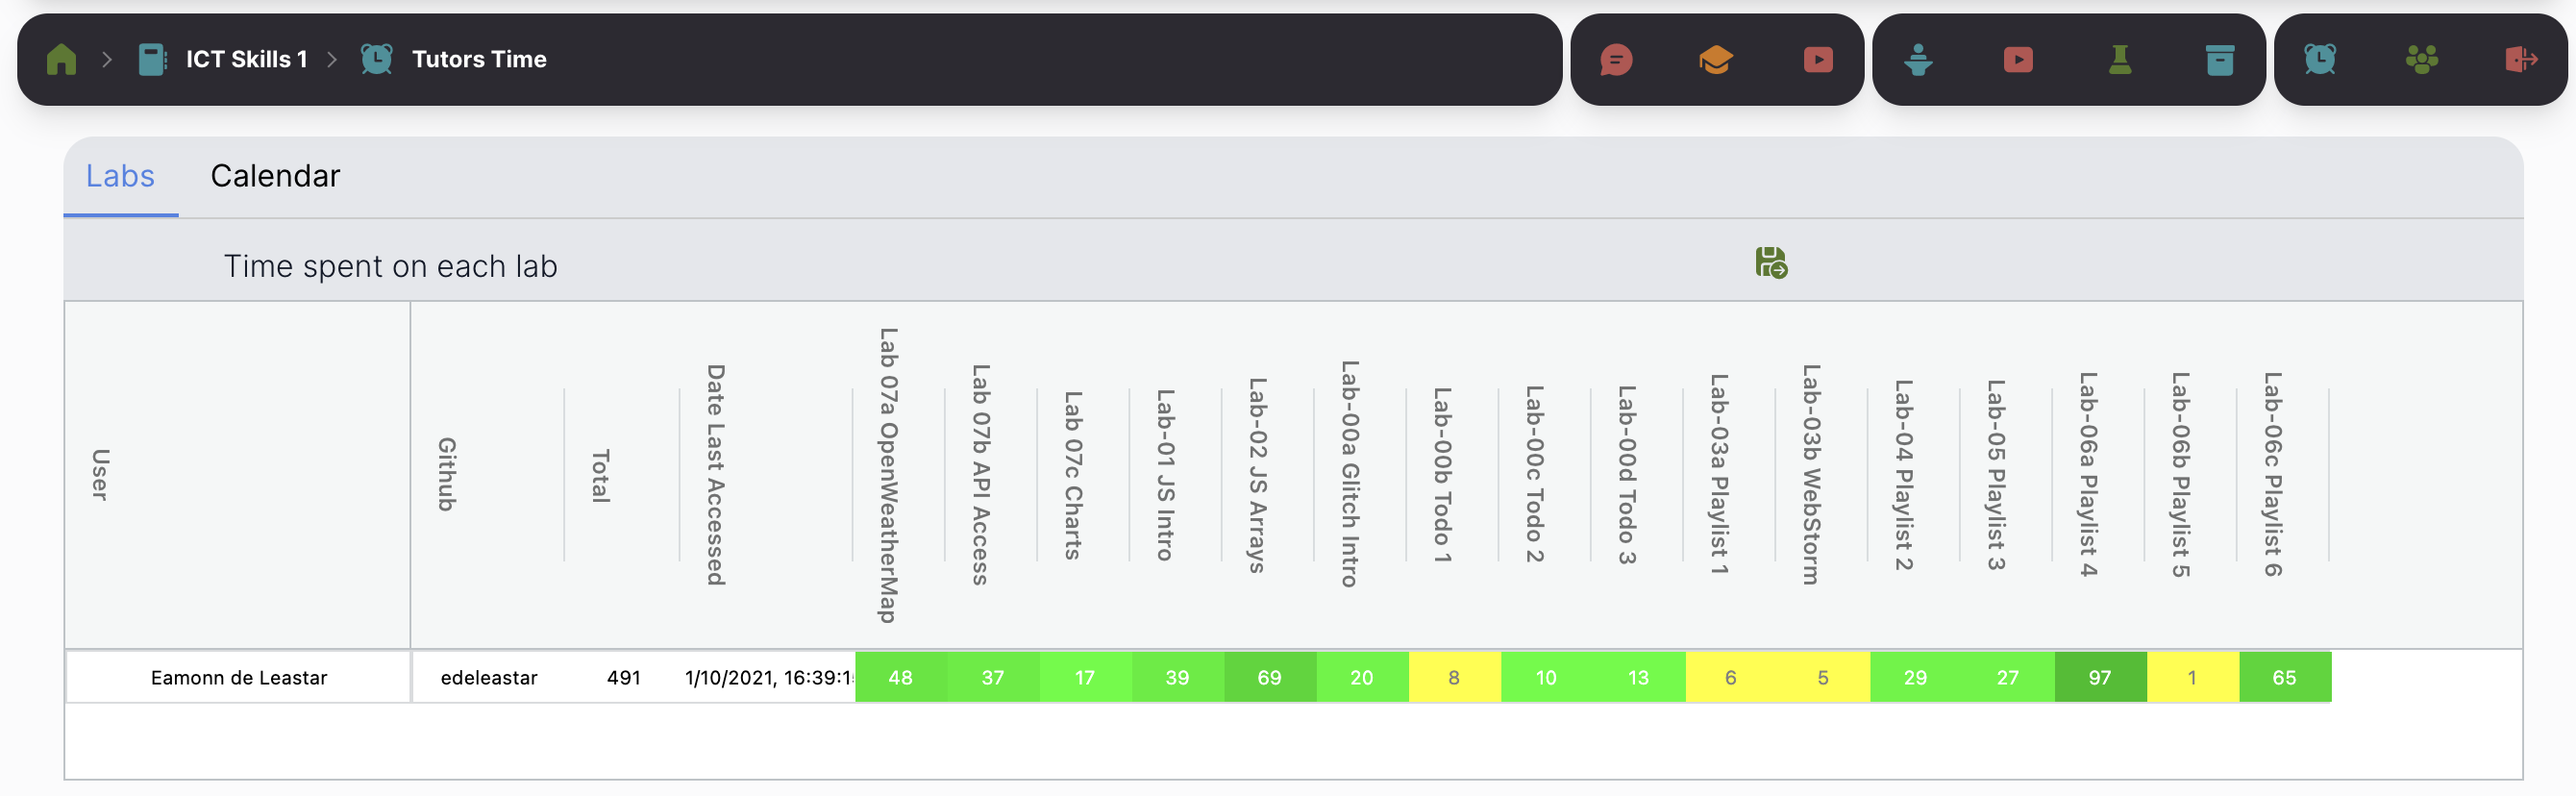 ICT Skills 1 Tutors Time
Labs Calendar
Time spent on each lab
User
Github
Total
Date Last Accessed
Lab 07a OpenWeatherMap
Lab 07b API Access
Lab 07c Charts
Lab-01 JS Intro
Lab-02 JS Arrays
Lab-00a Glitch Intro
Lab-00b Todo 1
Lab-00c Todo 2
Lab-00d Todo 3
Lab-03a Playlist 1
Lab-03b WebStorm
Lab-04 Playlist 2
Lab-05 Playlist 3
Lab-06a Playlist 4
Lab-06b Playlist 5
Lab-06c Playlist 6
Eamonn de Leastar edeleastar 491 1/10/2021, 16:39:1 48 37 17 39 69 20 8 10 13 6 5 29 27 97 1 65